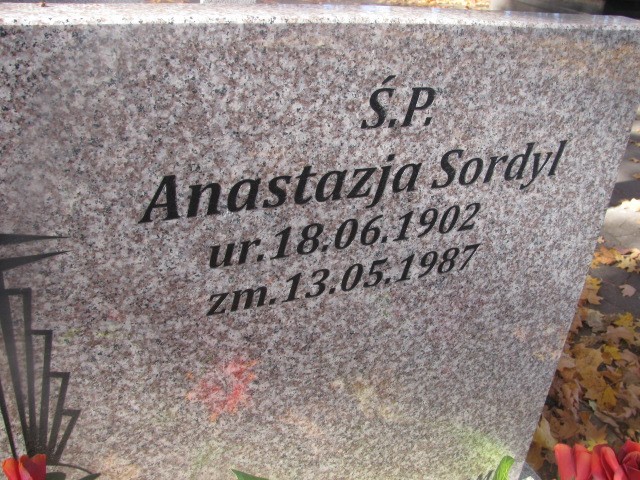 Ś.P.
Anastazja Sordyl
ur.18.06.1902
zm.13.05.1987